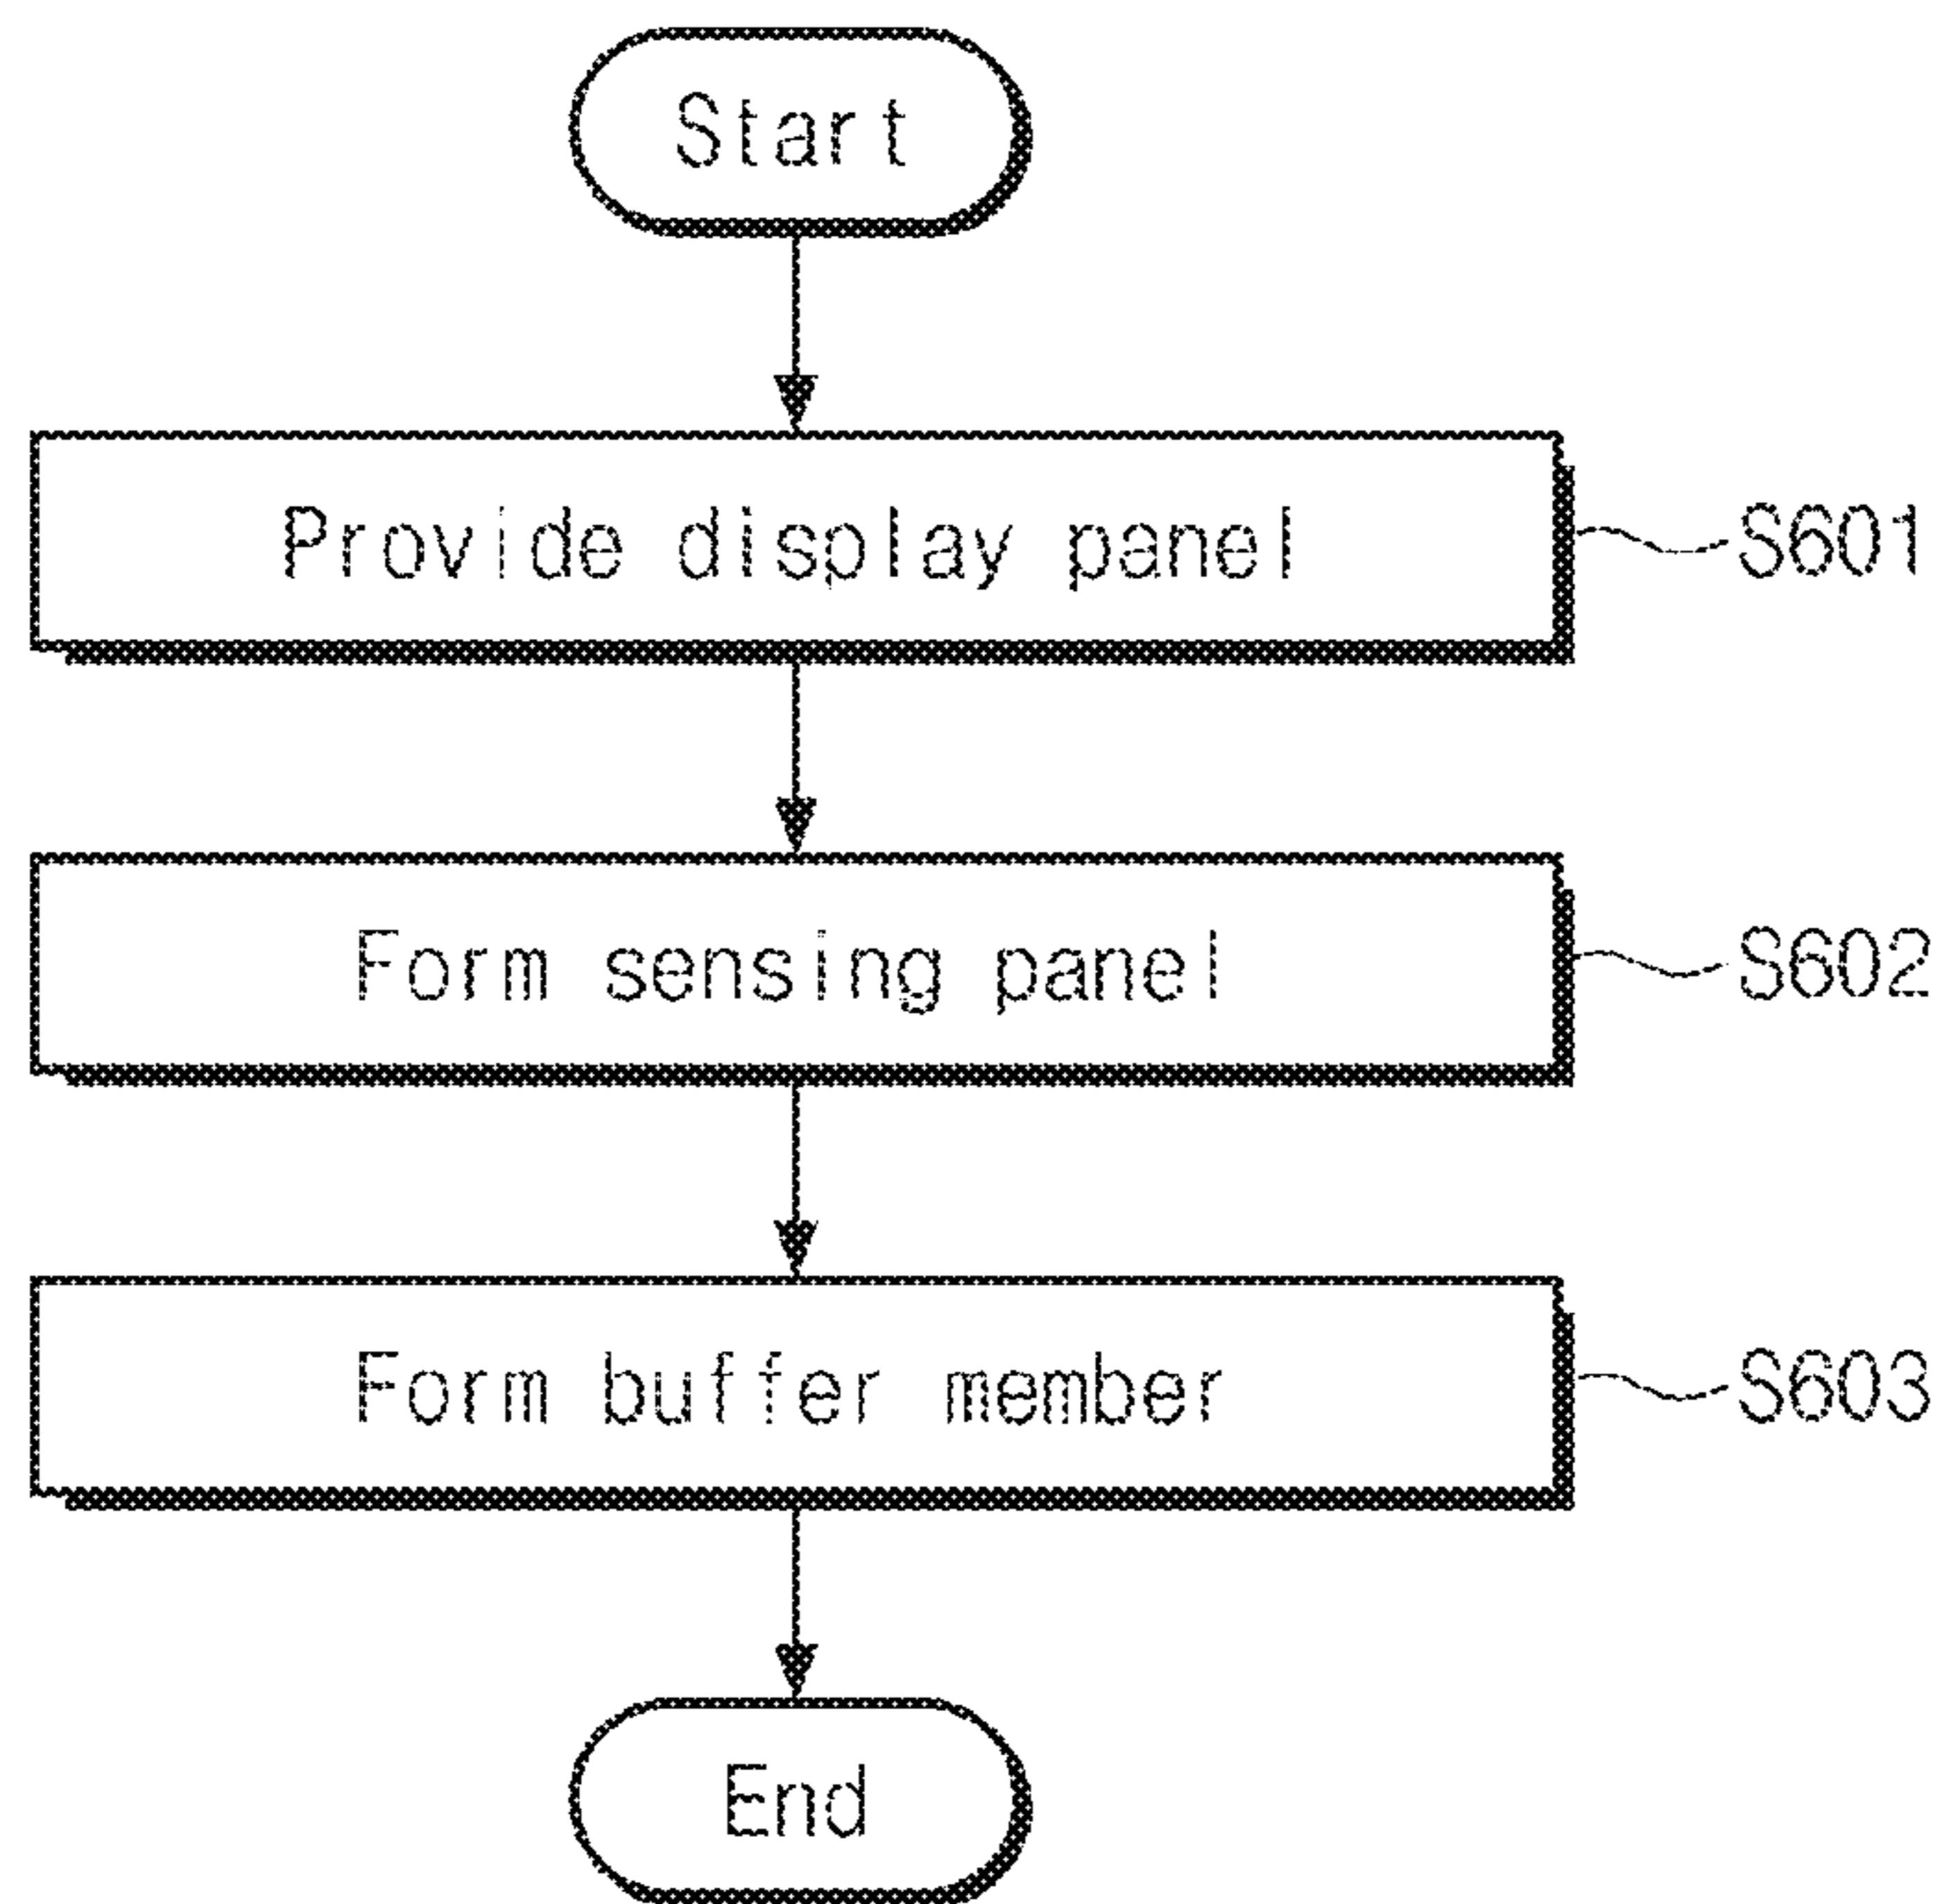 Start
Provide display panel
S601
Form sensing panel
S602
Form buffer member
S603
End